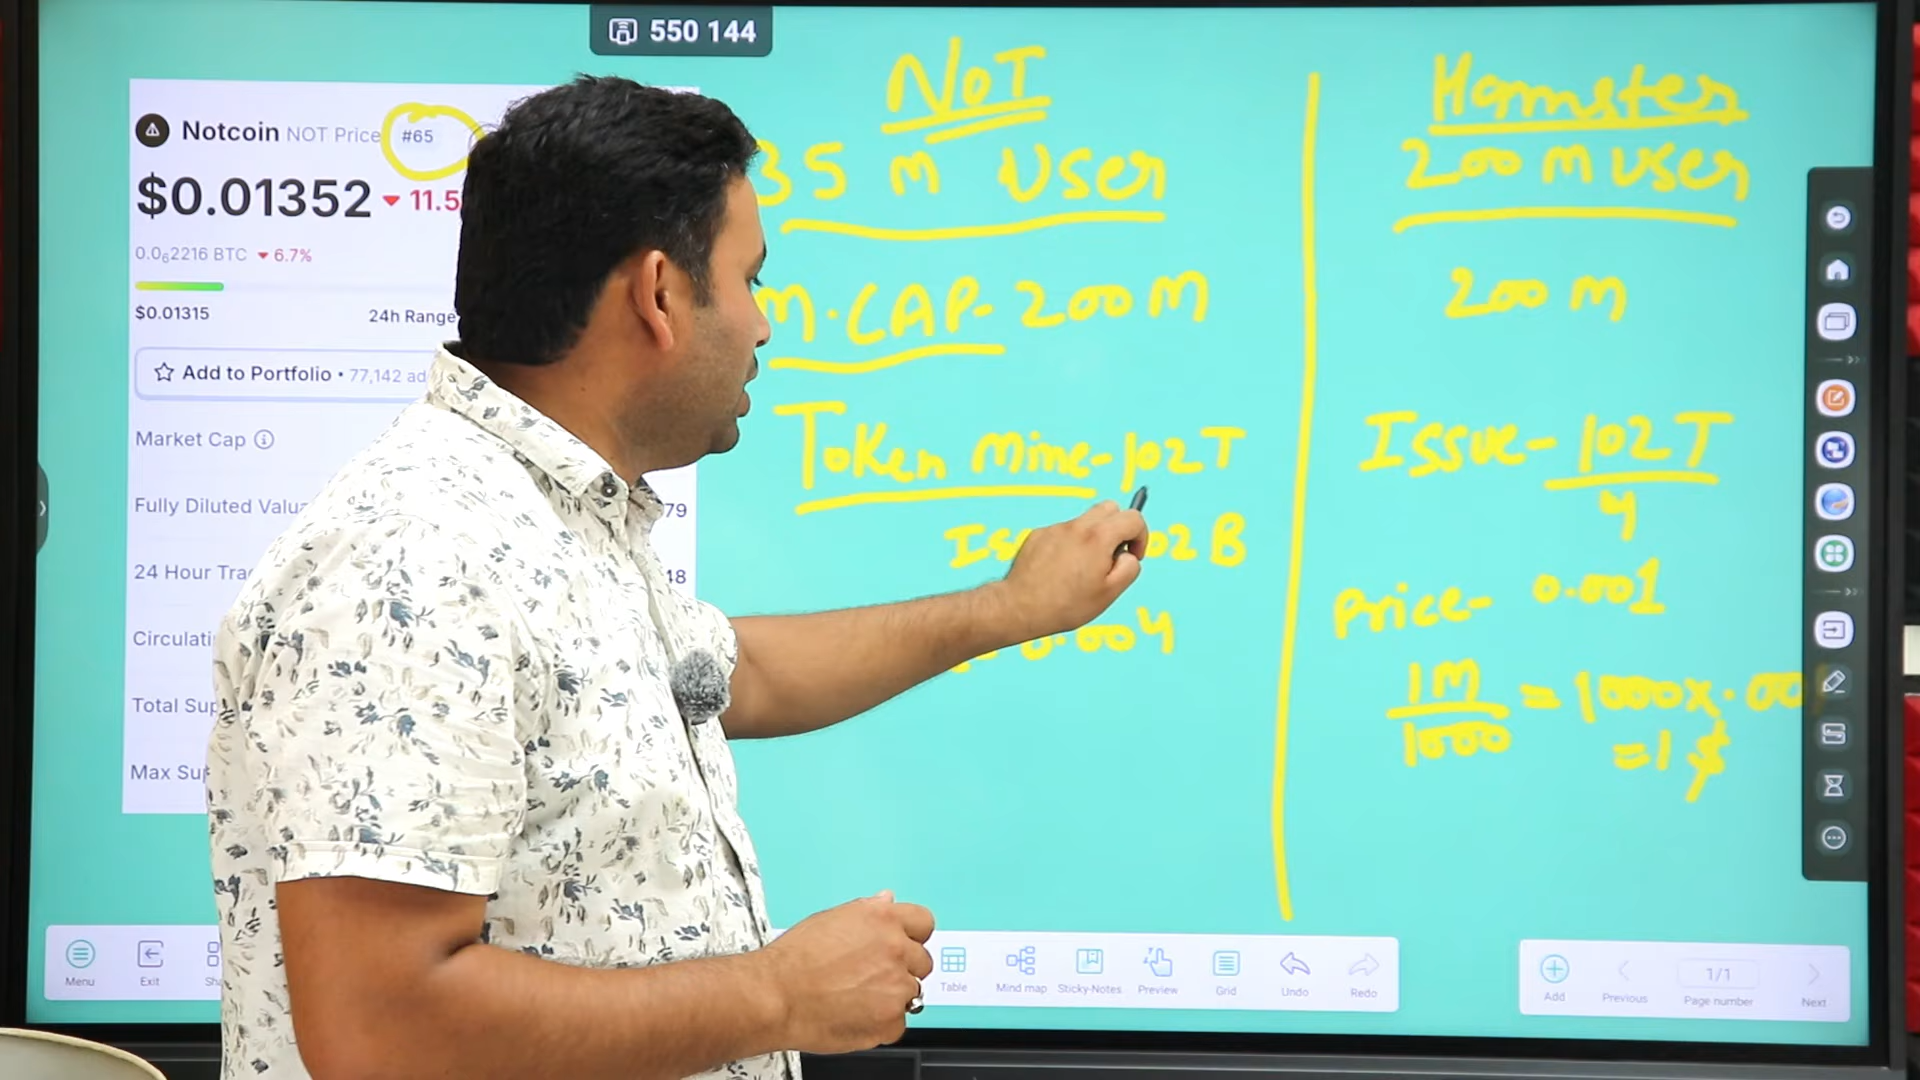 550 144
Notcoin NOT Price #65
$0.01352 ▼ 11.5
0.0₆2216 BTC ▼ 6.7%
$0.01315 24h Range
Add to Portfolio • 77,142 ad
Market Cap
Fully Diluted Valua 79
24 Hour Tra 48
Circulati
Total Sup
Max Sup
NOT
35 m User
M.CAP- 200 M
Token Mine-102T
02 B
0.004
Hamster
200 m user
200 m
Issue- 102T
4
Price- 0.001
1M
1000
= 1000x.00
=1 $
Menu
Exit
Table
Mind map
Sticky-Notes
Preview
Grid
Undo
Redo
Add
Previous
1/1
Page number
Next